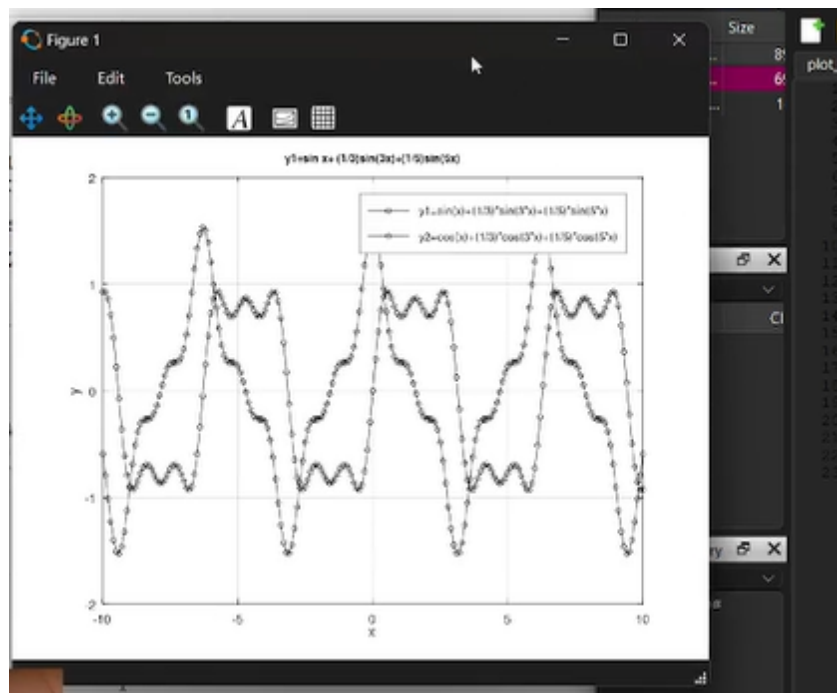 Figure 1
Size
File Edit Tools
plot_
y1=sin x+ (1/3)sin(3x)+(1/5)sin(5x)
y1=sin(x)+(1/3)*sin(3*x)+(1/5)*sin(5*x)
y2=cos(x)+(1/3)*cos(3*x)+(1/5)*cos(5*x)
2
1
0
-1
-2
y
-10 -5 0 5 10
x